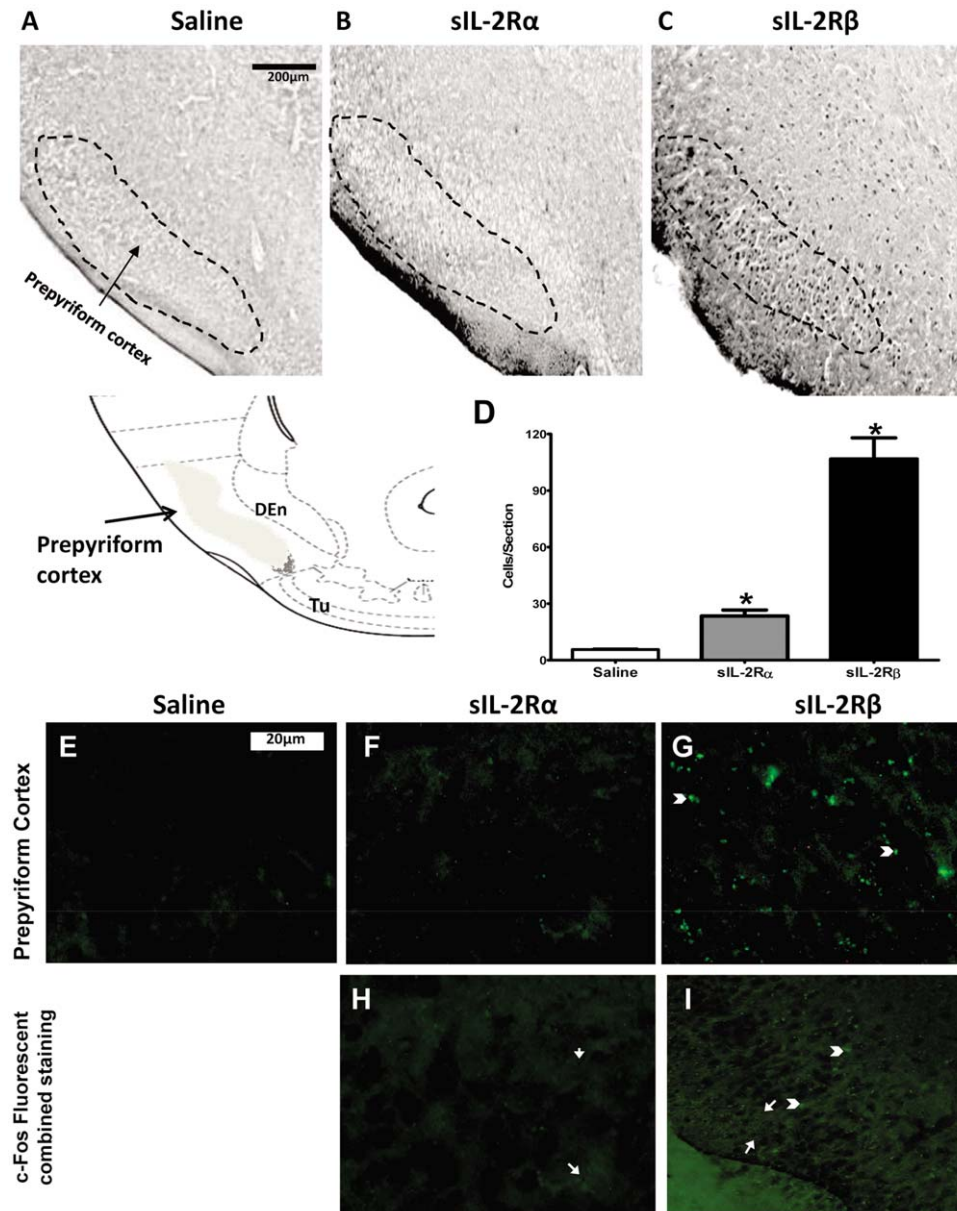 A Saline B sIL-2Rα C sIL-2Rβ
200µm
Prepyriform cortex
D
120
90
60
30
0
Cells/Section
*
*
Saline sIL-2Rα sIL-2Rβ
DEn
Prepyriform
cortex
Tu
Saline sIL-2Rα sIL-2Rβ
Prepyriform Cortex
E 20µm F G
c-Fos Fluorescent
combined staining
H I